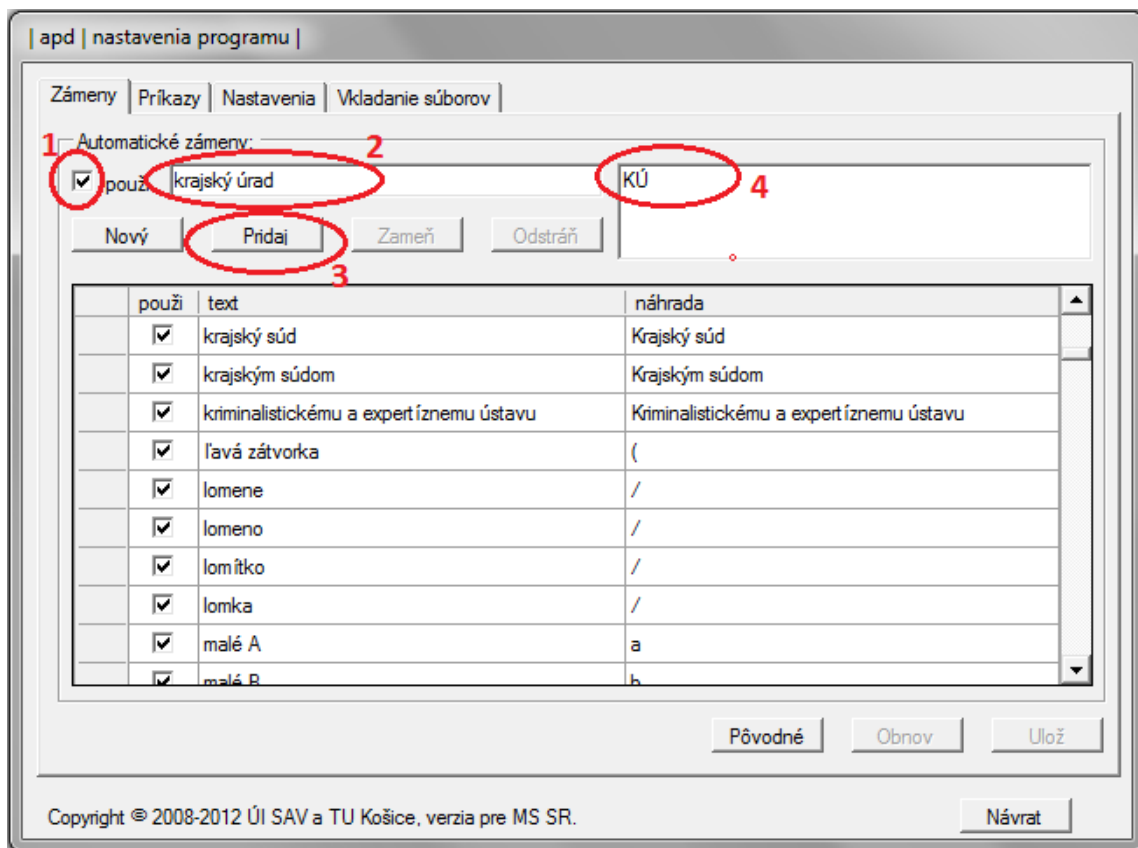 | apd | nastavenia programu |
Zámeny Príkazy Nastavenia Vkladanie súborov
Automatické zámeny:
1 2
použi krajský úrad KÚ 4
Nový Pridaj Zameň Odstráň
3
použi text náhrada
krajský súd Krajský súd
krajským súdom Krajským súdom
kriminalistickému a expertíznemu ústavu Kriminalistickému a expertíznemu ústavu
ľavá zátvorka (
lomene /
lomeno /
lomítko /
lomka /
malé A a
malé B b
Pôvodné Obnov Ulož
Copyright © 2008-2012 ÚI SAV a TU Košice, verzia pre MS SR. Návrat